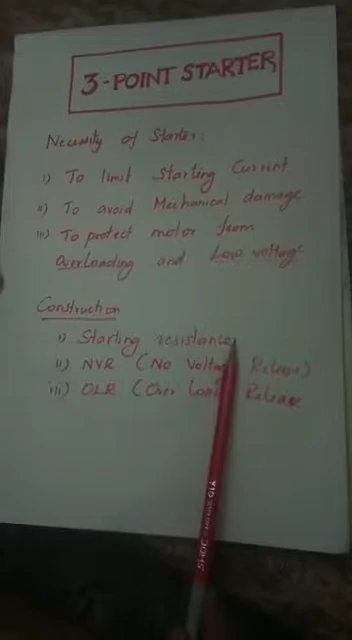 3-POINT STARTER
Necessity of Starter:
i) To limit Starting Current
ii) To avoid Mechanical damage
iii) To protect motor from
Overloading and Low voltage
Construction
i) Starting resistance
ii) NVR (No Voltage Release)
iii) OLR (Over Load Release